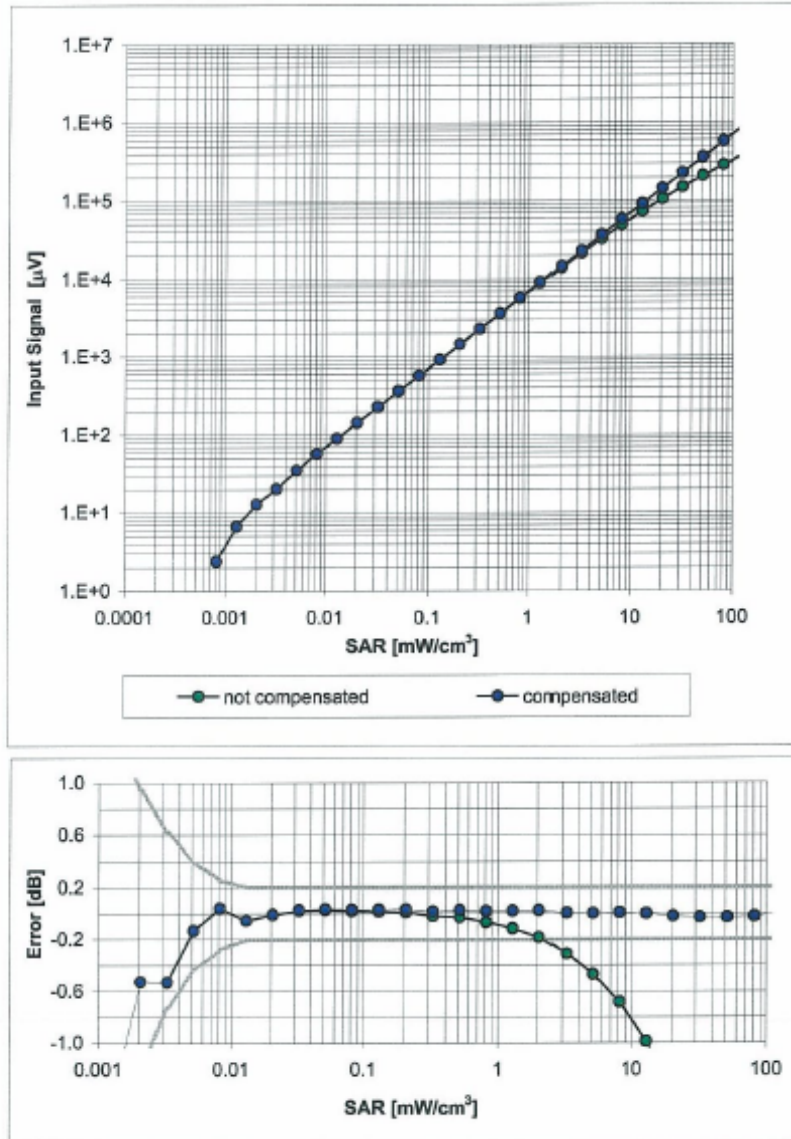 1.E+7
1.E+6
1.E+5
1.E+4
1.E+3
1.E+2
1.E+1
1.E+0
Input Signal [µV]
0.0001 0.001 0.01 0.1 1 10 100
SAR [mW/cm³]
not compensated compensated
1.0
0.6
0.2
-0.2
-0.6
-1.0
Error [dB]
0.001 0.01 0.1 1 10 100
SAR [mW/cm³]